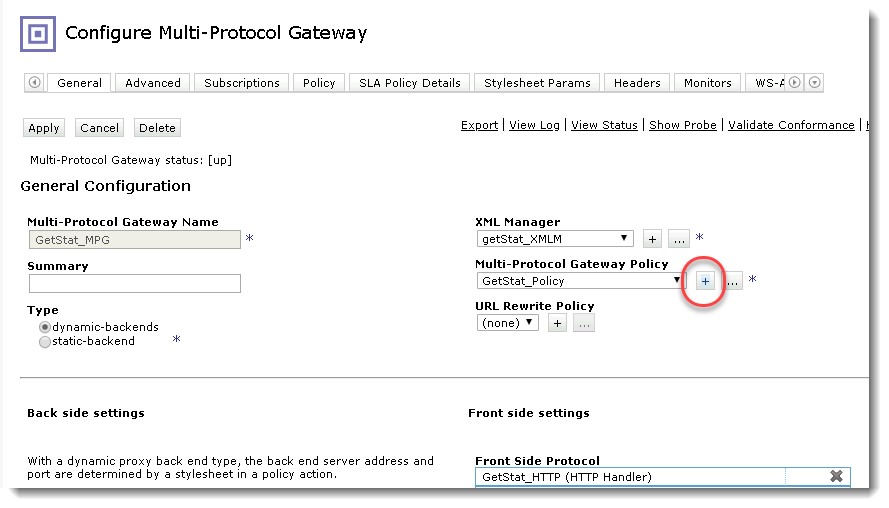 Configure Multi-Protocol Gateway
General Advanced Subscriptions Policy SLA Policy Details Stylesheet Params Headers Monitors WS-A
Apply Cancel Delete
Export | View Log | View Status | Show Probe | Validate Conformance |
Multi-Protocol Gateway status: [up]
General Configuration
Multi-Protocol Gateway Name
GetStat_MPG *
Summary
Type
dynamic-backends
static-backend *
XML Manager
getStat_XMLM + ... *
Multi-Protocol Gateway Policy
GetStat_Policy + ... *
URL Rewrite Policy
(none) + ...
Back side settings
With a dynamic proxy back end type, the back end server address and
port are determined by a stylesheet in a policy action.
Front side settings
Front Side Protocol
GetStat_HTTP (HTTP Handler)